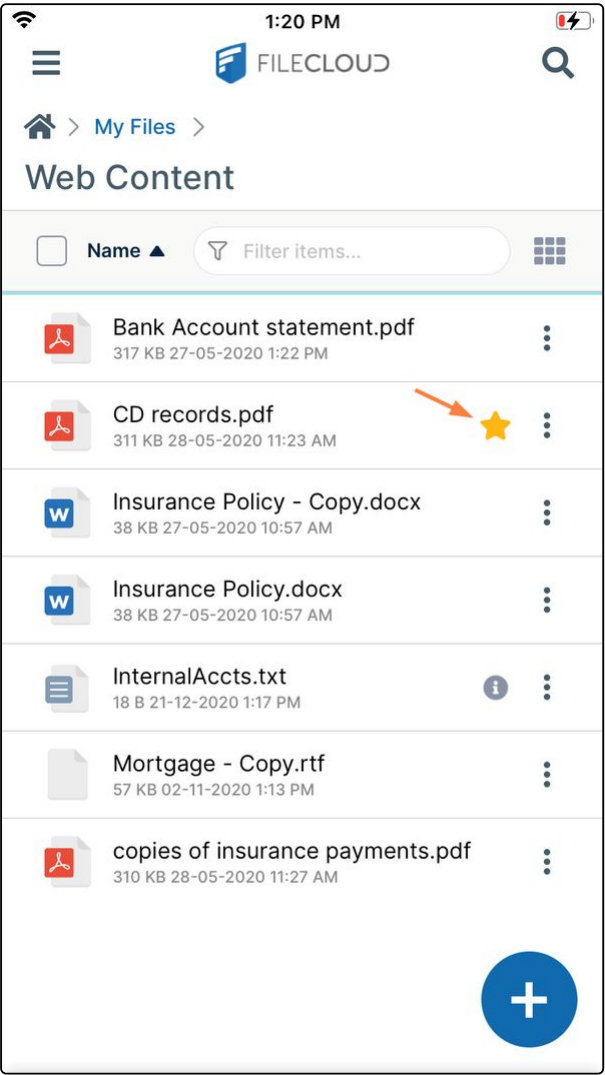 1:20 PM
FILECLOUD
My Files
Web Content
Name
Filter items...
Bank Account statement.pdf
317 KB 27-05-2020 1:22 PM
CD records.pdf
311 KB 28-05-2020 11:23 AM
Insurance Policy - Copy.docx
38 KB 27-05-2020 10:57 AM
Insurance Policy.docx
38 KB 27-05-2020 10:57 AM
InternalAccts.txt
18 B 21-12-2020 1:17 PM
Mortgage - Copy.rtf
57 KB 02-11-2020 1:13 PM
copies of insurance payments.pdf
310 KB 28-05-2020 11:27 AM